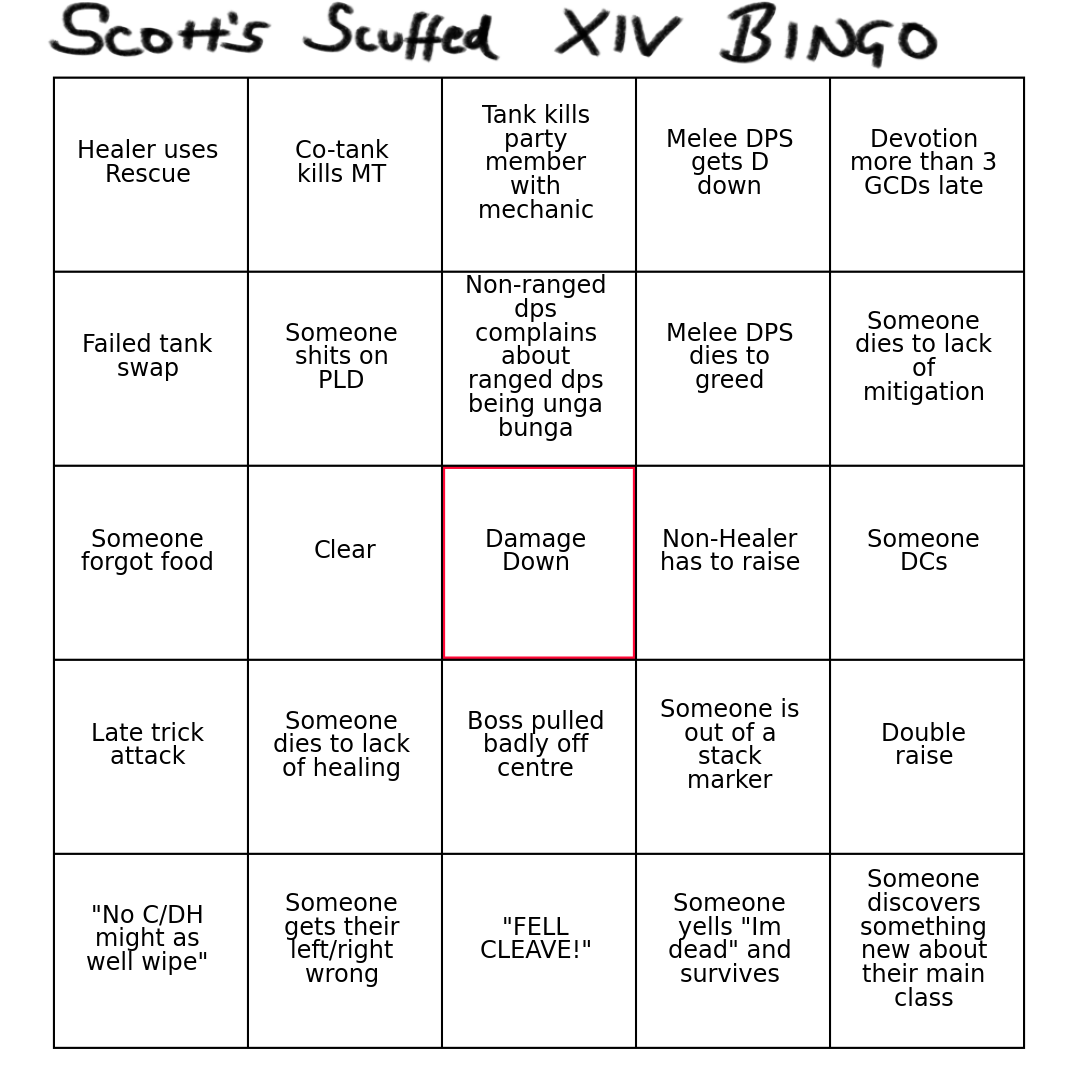 Scott's Scuffed XIV BINGO
Healer uses
Rescue
Co-tank
kills MT
Tank kills
party
member
with
mechanic
Melee DPS
gets D
down
Devotion
more than 3
GCDs late
Failed tank
swap
Someone
shits on
PLD
Non-ranged
dps
complains
about
ranged dps
being unga
bunga
Melee DPS
dies to
greed
Someone
dies to lack
of
mitigation
Someone
forgot food
Clear
Damage
Down
Non-Healer
has to raise
Someone
DCs
Late trick
attack
Someone
dies to lack
of healing
Boss pulled
badly off
centre
Someone is
out of a
stack
marker
Double
raise
"No C/DH
might as
well wipe"
Someone
gets their
left/right
wrong
"FELL
CLEAVE!"
Someone
yells "Im
dead" and
survives
Someone
discovers
something
new about
their main
class